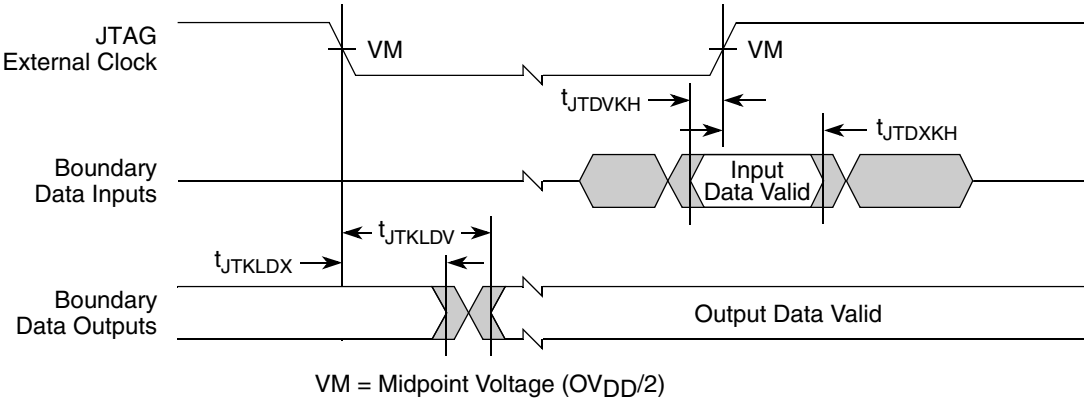 JTAG
External Clock
VM
VM
tJTDVKH
tJTDXKH
Boundary
Data Inputs
Input
Data Valid
tJTKLDV
tJTKLDX
Boundary
Data Outputs
Output Data Valid
VM = Midpoint Voltage (OVDD/2)